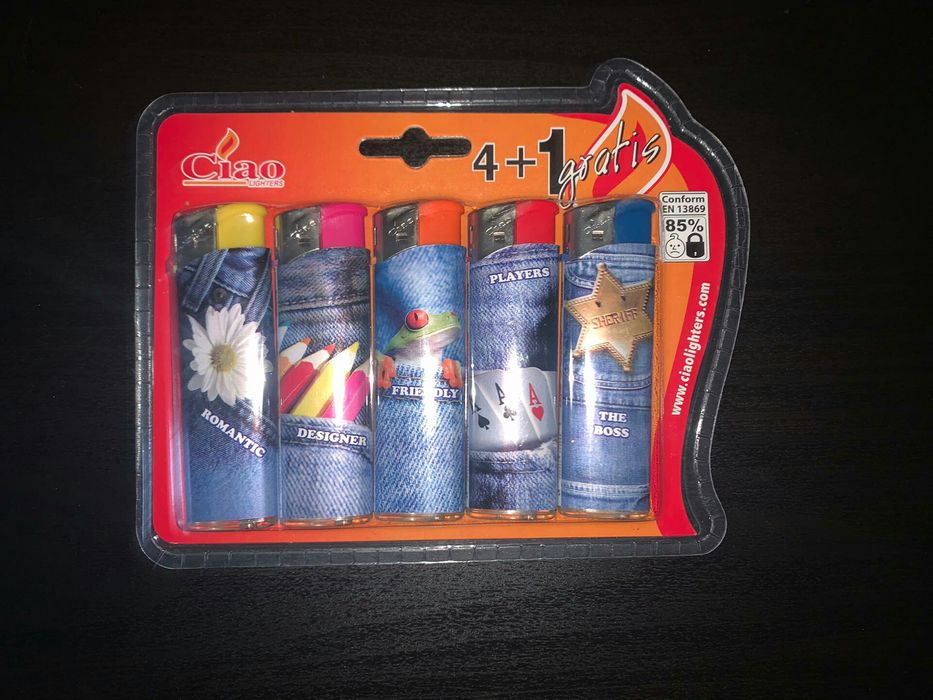 Ciao
LIGHTERS
4+1
gratis
Conform
EN 13869
85%
www.ciaolighters.com
ROMANTIC
DESIGNER
FRIENDLY
PLAYERS
A
A
SHERIFF
THE
BOSS